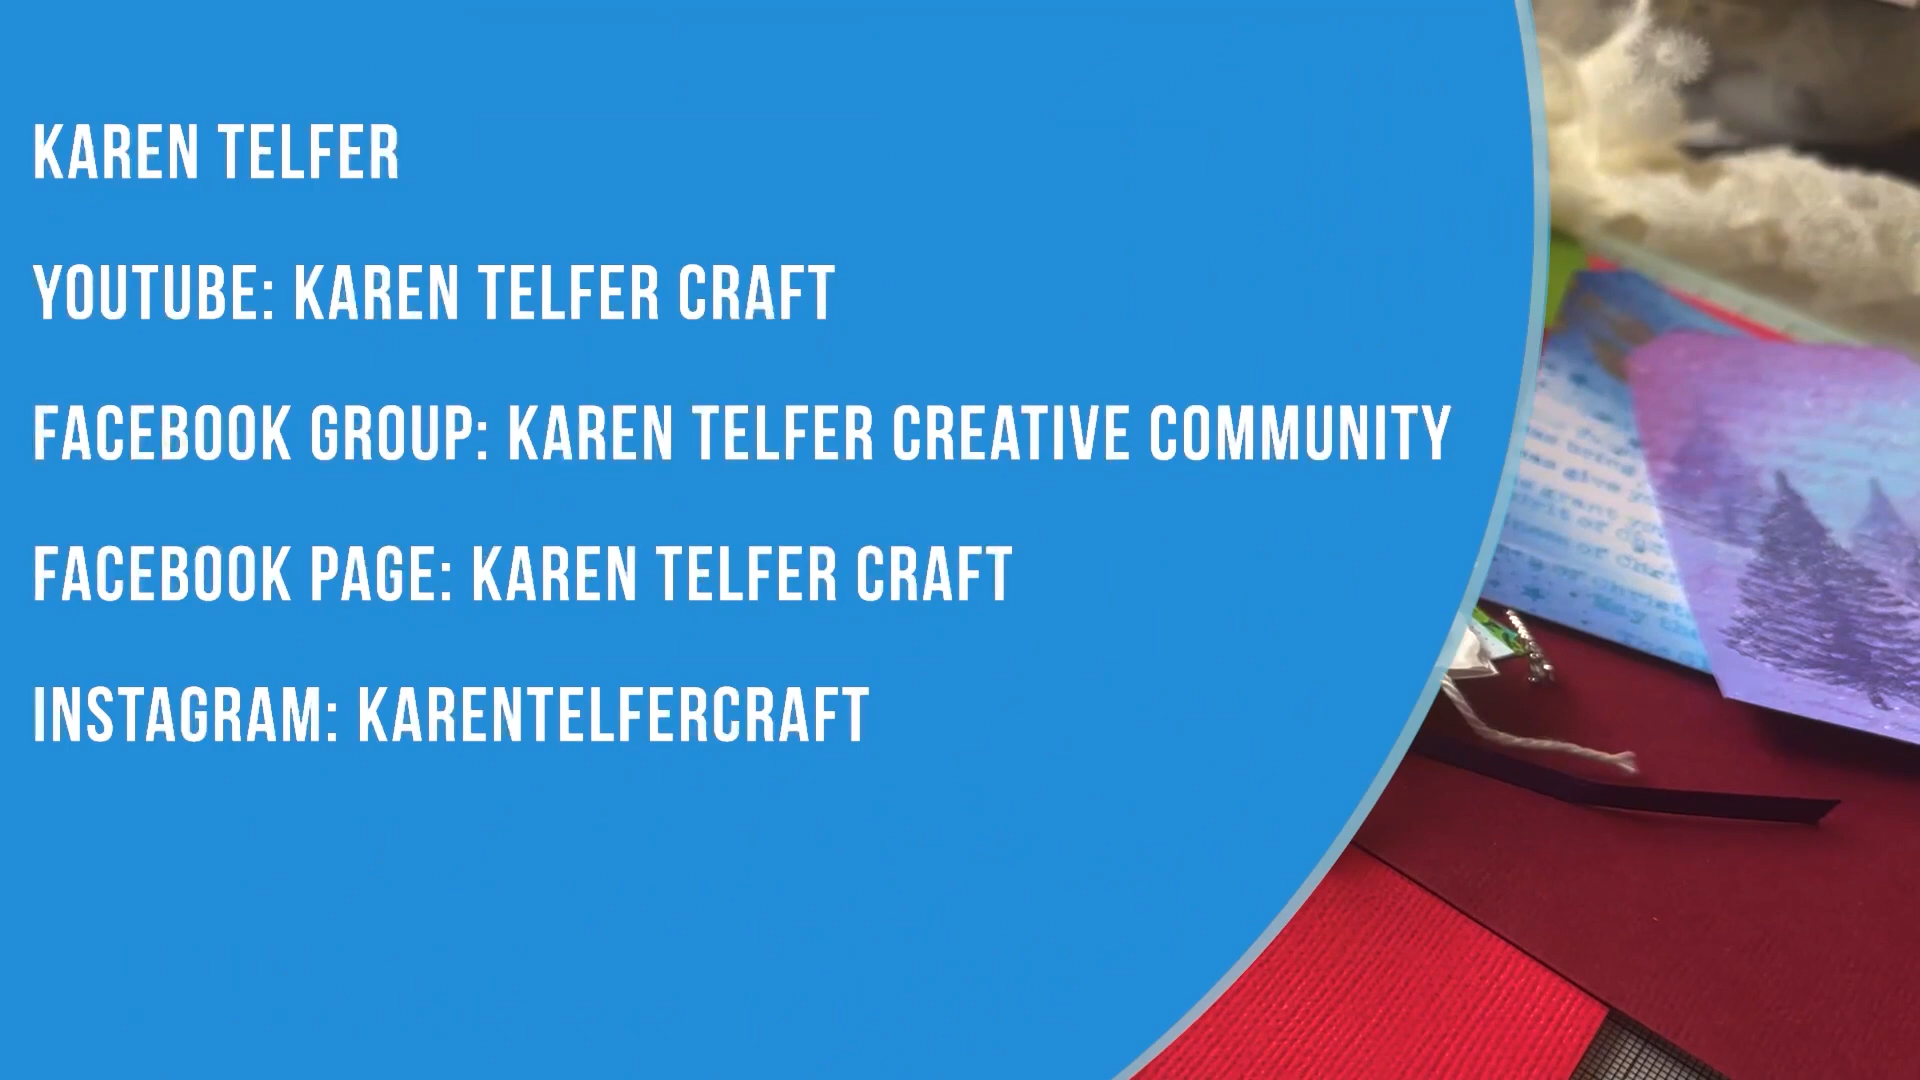 KAREN TELFER
YOUTUBE: KAREN TELFER CRAFT
FACEBOOK GROUP: KAREN TELFER CREATIVE COMMUNITY
FACEBOOK PAGE: KAREN TELFER CRAFT
INSTAGRAM: KARENTELFERCRAFT